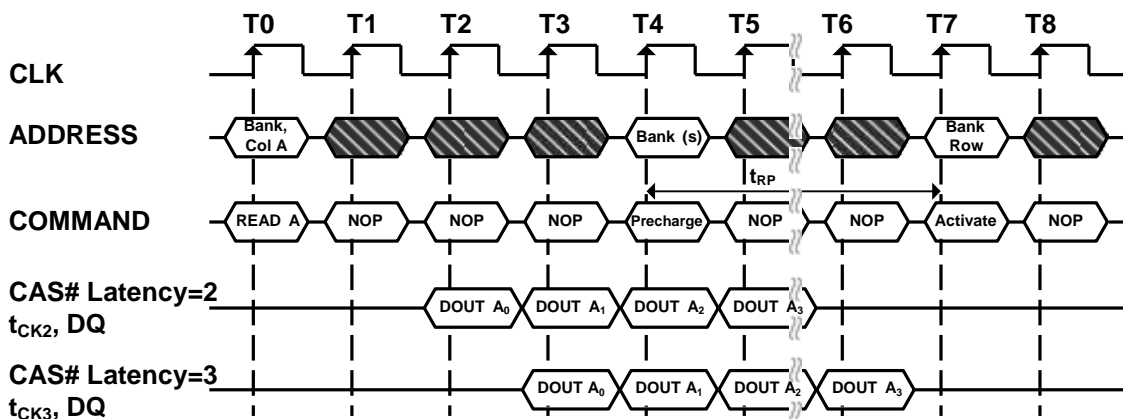 T0 T1 T2 T3 T4 T5 T6 T7 T8
CLK
ADDRESS
Bank,
Col A
Bank (s)
Bank
Row
tRP
COMMAND
READ A NOP NOP NOP Precharge NOP NOP Activate NOP
CAS# Latency=2
tCK2, DQ
DOUT A0 DOUT A1 DOUT A2 DOUT A3
CAS# Latency=3
tCK3, DQ
DOUT A0 DOUT A1 DOUT A2 DOUT A3